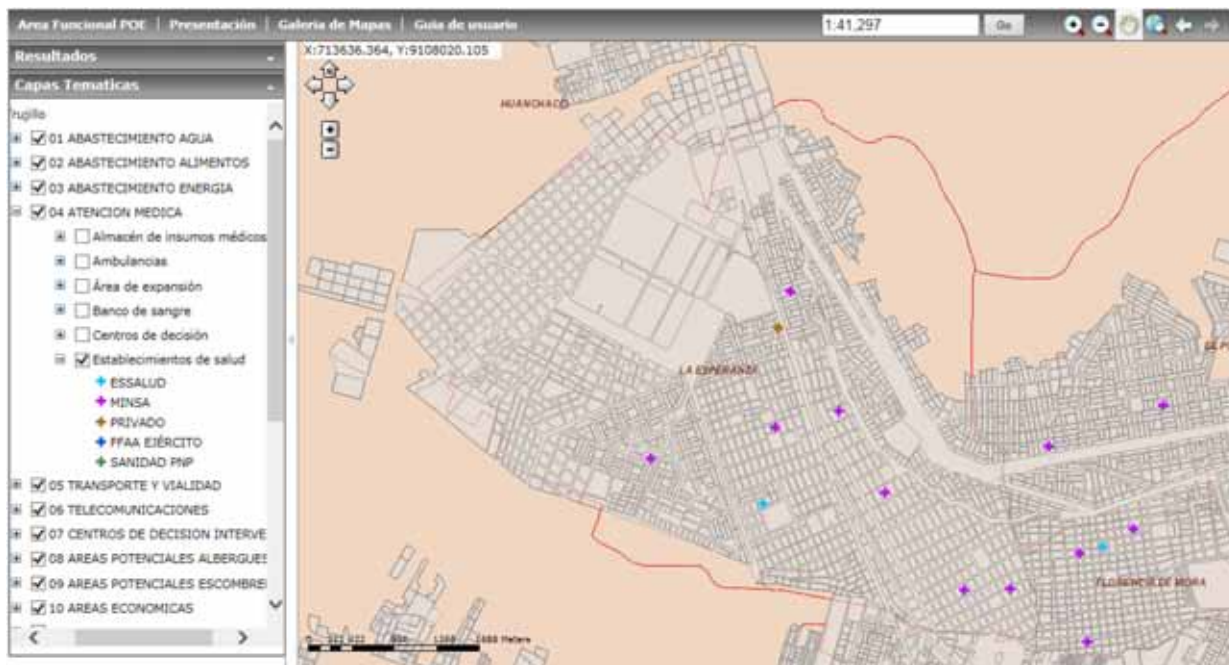 Area Funcional POE | Presentación | Galeria de Mapas | Guia de usuario
1:41,297
Go
Resultados
Capas Tematicas
rujillo
01 ABASTECIMIENTO AGUA
02 ABASTECIMIENTO ALIMENTOS
03 ABASTECIMIENTO ENERGIA
04 ATENCION MEDICA
Almacén de insumos médicos
Ambulancias
Área de expansión
Banco de sangre
Centros de decisión
Establecimientos de salud
ESSALUD
MINSA
PRIVADO
FFAA EJÉRCITO
SANIDAD PNP
05 TRANSPORTE Y VIALIDAD
06 TELECOMUNICACIONES
07 CENTROS DE DECISION INTERVE
08 AREAS POTENCIALES ALBERGUES
09 AREAS POTENCIALES ESCOMBRE
10 AREAS ECONOMICAS
X:713636.364, Y:9108020.105
N
HUANCHACO
LA ESPERANZA
EL P
FLORENCIA DE MORA
0
Meters